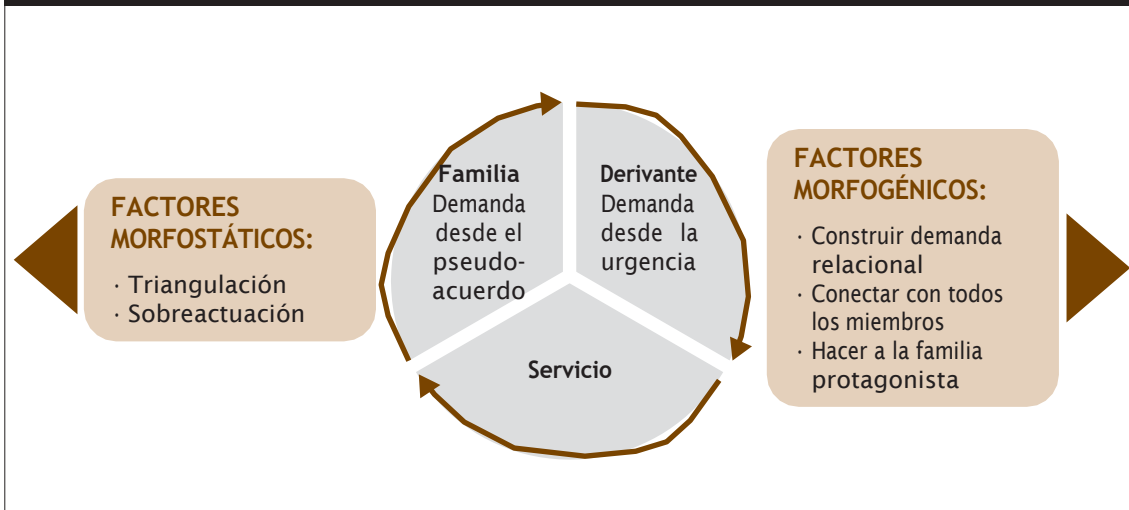 FACTORES
MORFOSTÁTICOS:
· Triangulación
· Sobreactuación
Familia
Demanda
desde el
pseudo-
acuerdo
Derivante
Demanda
desde la
urgencia
Servicio
FACTORES
MORFOGÉNICOS:
· Construir demanda
relacional
· Conectar con todos
los miembros
· Hacer a la familia
protagonista